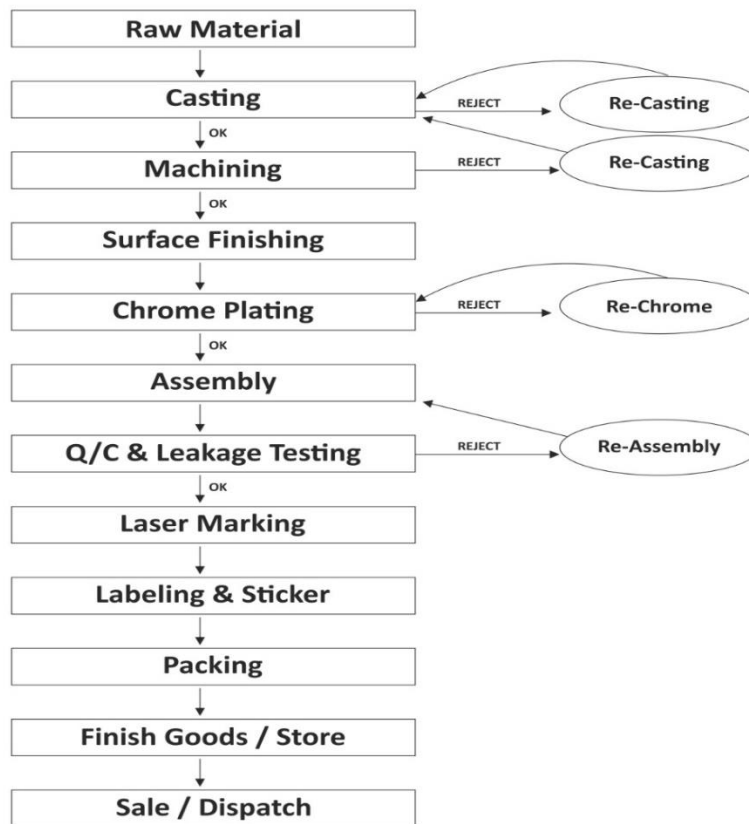 Raw Material
Casting
REJECT
Re-Casting
OK
Machining
REJECT
Re-Casting
OK
Surface Finishing
Chrome Plating
REJECT
Re-Chrome
OK
Assembly
Q/C & Leakage Testing
REJECT
Re-Assembly
OK
Laser Marking
Labeling & Sticker
Packing
Finish Goods / Store
Sale / Dispatch